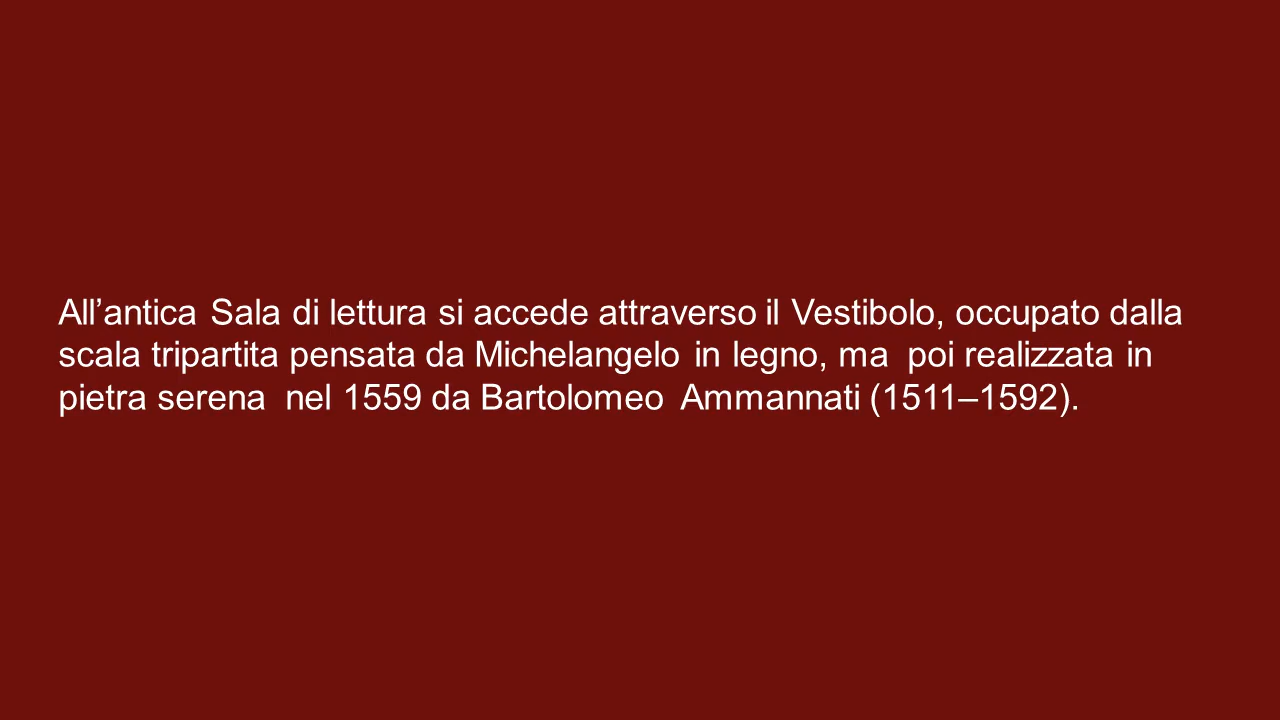 All’antica Sala di lettura si accede attraverso il Vestibolo, occupato dalla
scala tripartita pensata da Michelangelo in legno, ma  poi realizzata in
pietra serena  nel 1559 da Bartolomeo  Ammannati (1511–1592).